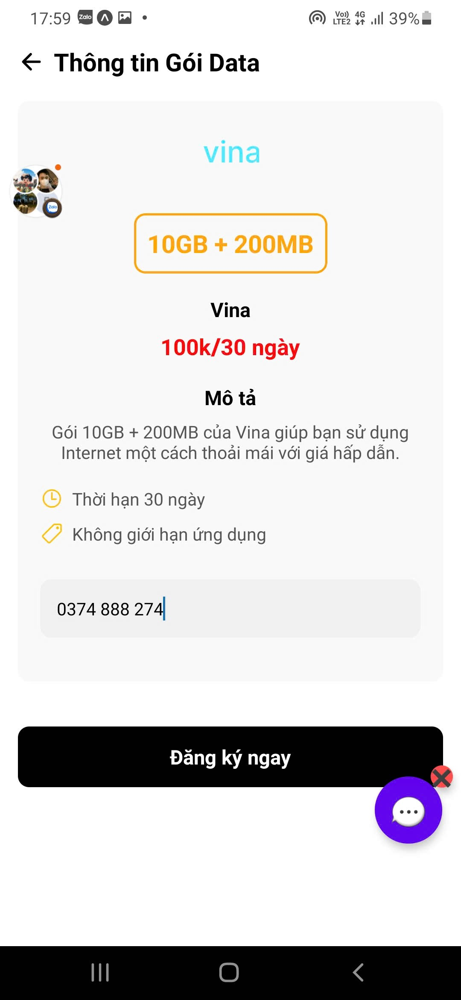 17:59 Zalo Vo)) LTE2 4G 39%
Thông tin Gói Data
vina
Zalo
10GB + 200MB
Vina
100k/30 ngày
Mô tả
Gói 10GB + 200MB của Vina giúp bạn sử dụng
Internet một cách thoải mái với giá hấp dẫn.
Thời hạn 30 ngày
Không giới hạn ứng dụng
0374 888 274
Đăng ký ngay